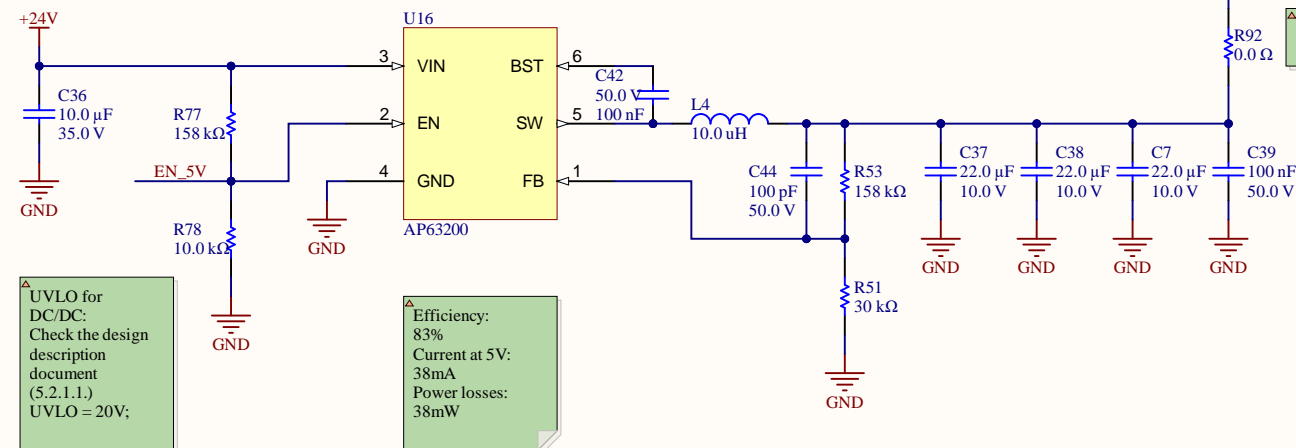 +24V
C36
10.0 µF
35.0 V
GND
R77
158 kΩ
EN_5V
R78
10.0 kΩ
GND
U16
3
VIN
2
EN
4
GND
BST
6
SW
5
FB
1
AP63200
GND
C42
50.0 V
100 nF
L4
10.0 uH
C44
100 pF
50.0 V
R53
158 kΩ
R51
30 kΩ
GND
C37
22.0 µF
10.0 V
GND
C38
22.0 µF
10.0 V
GND
C7
22.0 µF
10.0 V
GND
R92
0.0 Ω
C39
100 nF
50.0 V
GND
UVLO for
DC/DC:
Check the design
description
document
(5.2.1.1.)
UVLO = 20V;
Efficiency:
83%
Current at 5V:
38mA
Power losses:
38mW